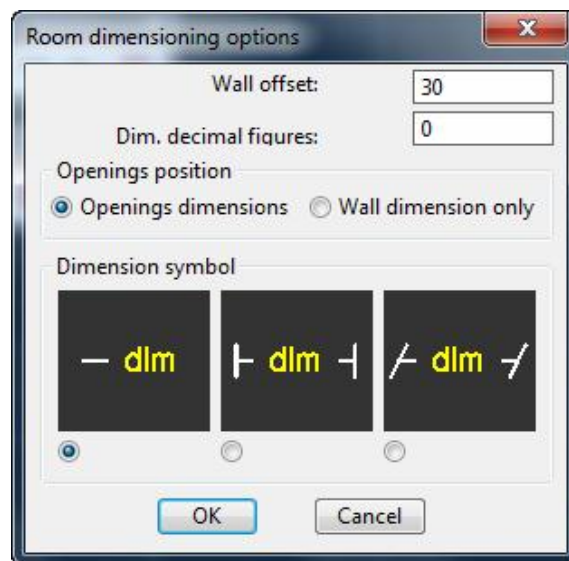 Room dimensioning options
Wall offset: 30
Dim. decimal figures: 0
Openings position
Openings dimensions Wall dimension only
Dimension symbol
dim dim dim
OK Cancel